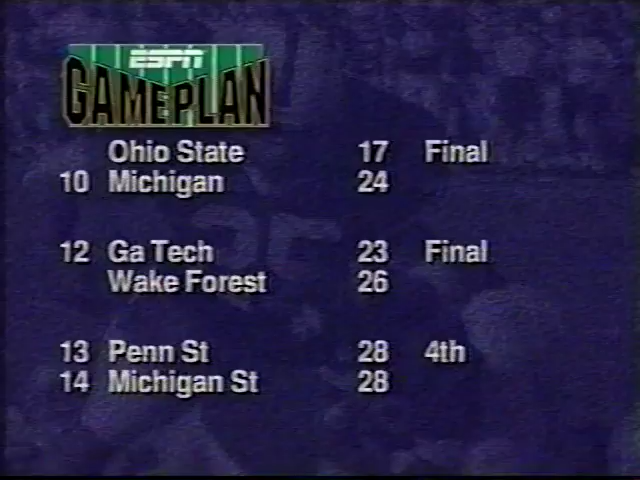 ESPN
GAMEPLAN
Ohio State 17 Final
10 Michigan 24
12 Ga Tech 23 Final
Wake Forest 26
13 Penn St 28 4th
14 Michigan St 28